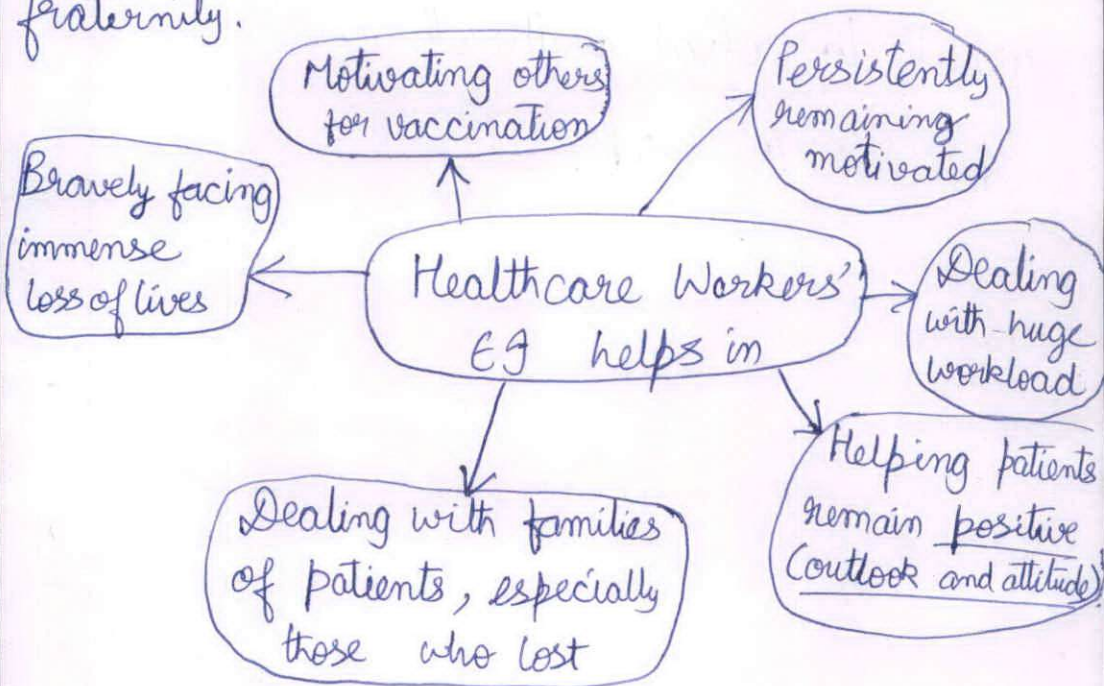 fraternity.
Motivating others
for vaccination
Persistently
remaining
motivated
Bravely facing
immense
loss of lives
Healthcare Workers'
EI helps in
Dealing
with huge
workload
Helping patients
remain positive
(outlook and attitude)
Dealing with families
of patients, especially
those who lost